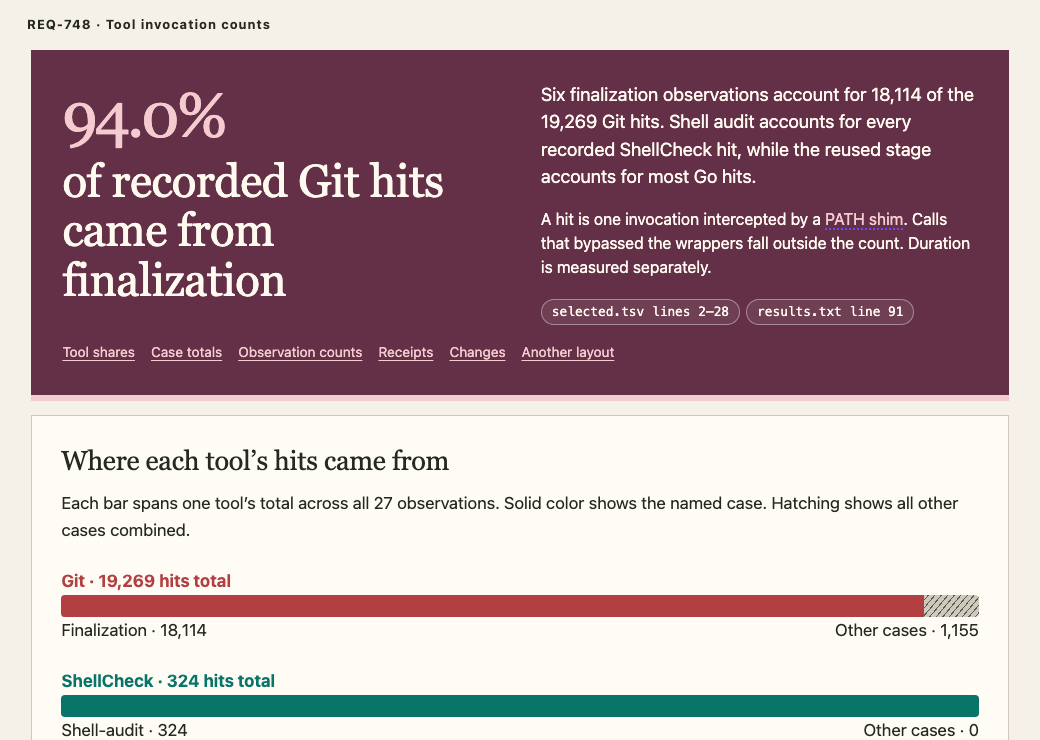 REQ-748 · Tool invocation counts
94.0%
of recorded Git hits
came from
finalization
Six finalization observations account for 18,114 of the
19,269 Git hits. Shell audit accounts for every
recorded ShellCheck hit, while the reused stage
accounts for most Go hits.
A hit is one invocation intercepted by a PATH shim. Calls
that bypassed the wrappers fall outside the count. Duration
is measured separately.
selected.tsv lines 2–28 results.txt line 91
Tool shares Case totals Observation counts Receipts Changes Another layout
Where each tool’s hits came from
Each bar spans one tool’s total across all 27 observations. Solid color shows the named case. Hatching shows all other
cases combined.
Git · 19,269 hits total
Finalization · 18,114 Other cases · 1,155
ShellCheck · 324 hits total
Shell-audit · 324 Other cases · 0